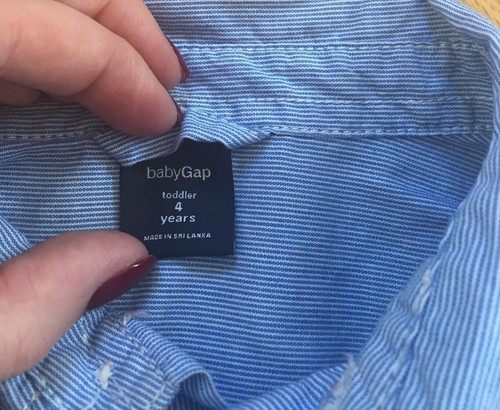 babyGap
toddler
4
years
MADE IN SRI LANKA